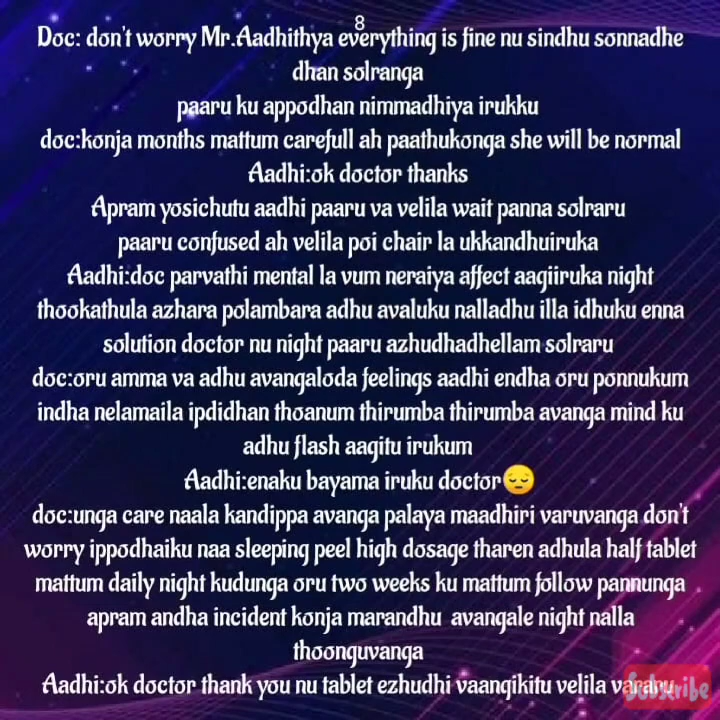 8
Doc: don't worry Mr.Aadhithya everything is fine nu sindhu sonnadhe
dhan solranga
paaru ku appodhan nimmadhiya irukku
doc:konja months mattum carefull ah paathukonga she will be normal
Aadhi:ok doctor thanks
Apram yosichutu aadhi paaru va velila wait panna solraru
paaru confused ah velila poi chair la ukkandhuiruka
Aadhi:doc parvathi mental la vum neraiya affect aagiiruka night
thookathula azhara polambara adhu avaluku nalladhu illa idhuku enna
solution doctor nu night paaru azhudhadhellam solraru
doc:oru amma va adhu avangaloda feelings aadhi endha oru ponnukum
indha nelamaila ipdidhan thoanum thirumba thirumba avanga mind ku
adhu flash aagitu irukum
Aadhi:enaku bayama iruku doctor😔
doc:unga care naala kandippa avanga palaya maadhiri varuvanga don't
worry ippodhaiku naa sleeping peel high dosage tharen adhula half tablet
mattum daily night kudunga oru two weeks ku mattum follow pannunga
apram andha incident konja marandhu avangale night nalla
thoonguvanga
Aadhi:ok doctor thank you nu tablet ezhudhi vaangikitu velila vararu
Subscribe